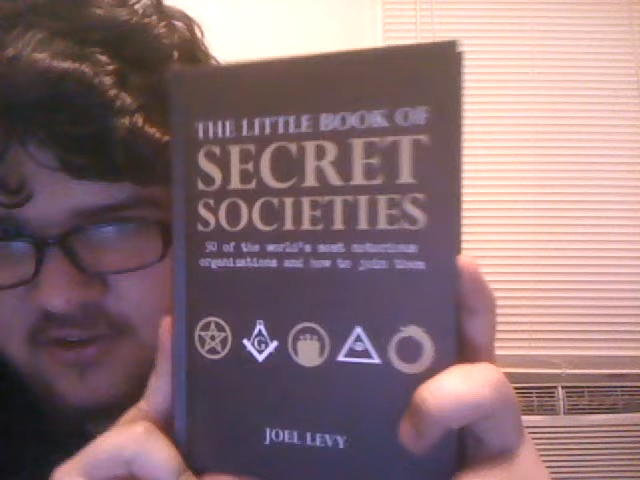 THE LITTLE BOOK OF
SECRET
SOCIETIES
50 of the world's most notorious
organisations and how to join them
G
JOEL LEVY